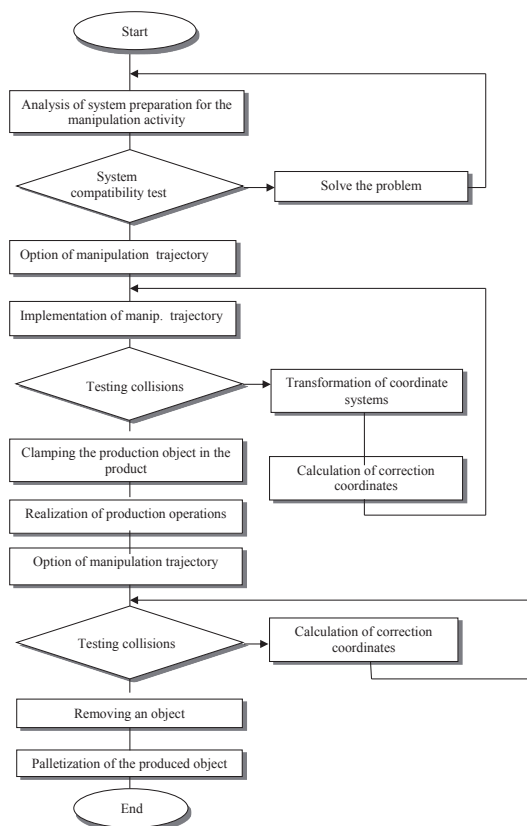 Start
Analysis of system preparation for the
manipulation activity
System
compatibility test
Solve the problem
Option of manipulation trajectory
Implementation of manip. trajectory
Testing collisions
Transformation of coordinate
systems
Clamping the production object in the
product
Calculation of correction
coordinates
Realization of production operations
Option of manipulation trajectory
Testing collisions
Calculation of correction
coordinates
Removing an object
Palletization of the produced object
End